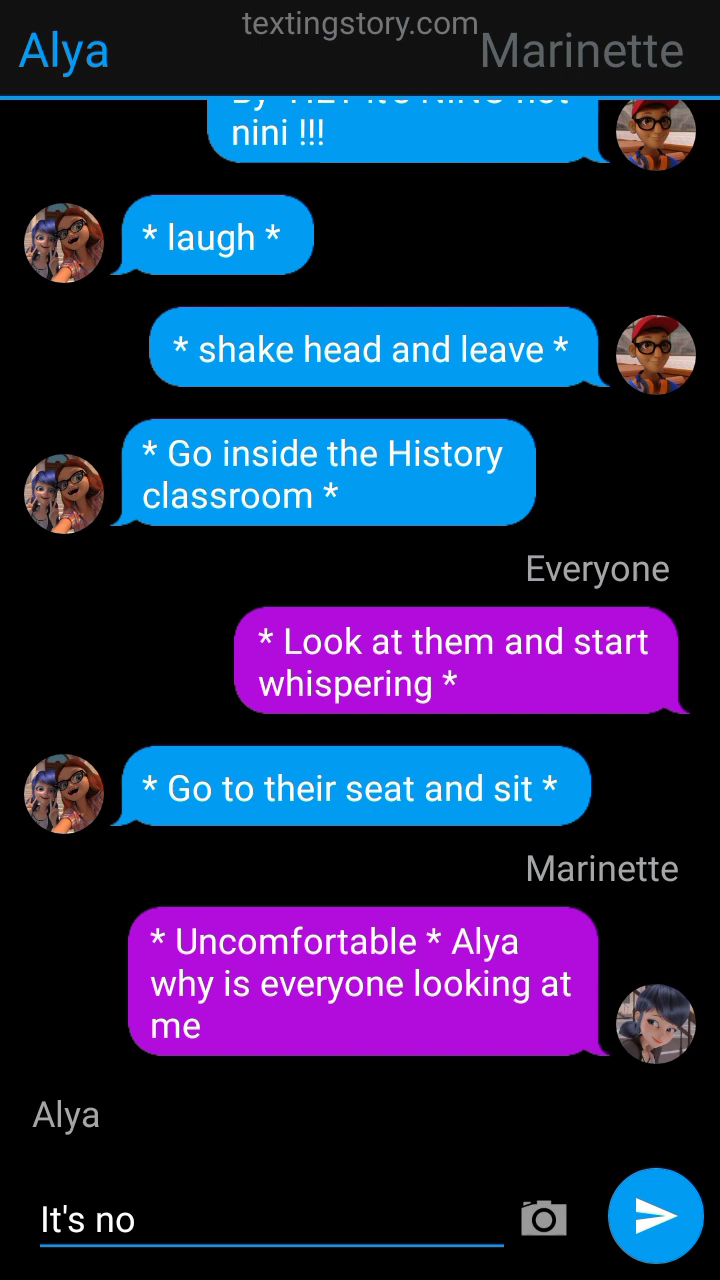 textingstory.com
Alya
Marinette
nini !!!
* laugh *
* shake head and leave *
* Go inside the History
classroom *
Everyone
* Look at them and start
whispering *
* Go to their seat and sit *
Marinette
* Uncomfortable * Alya
why is everyone looking at
me
Alya
It's no